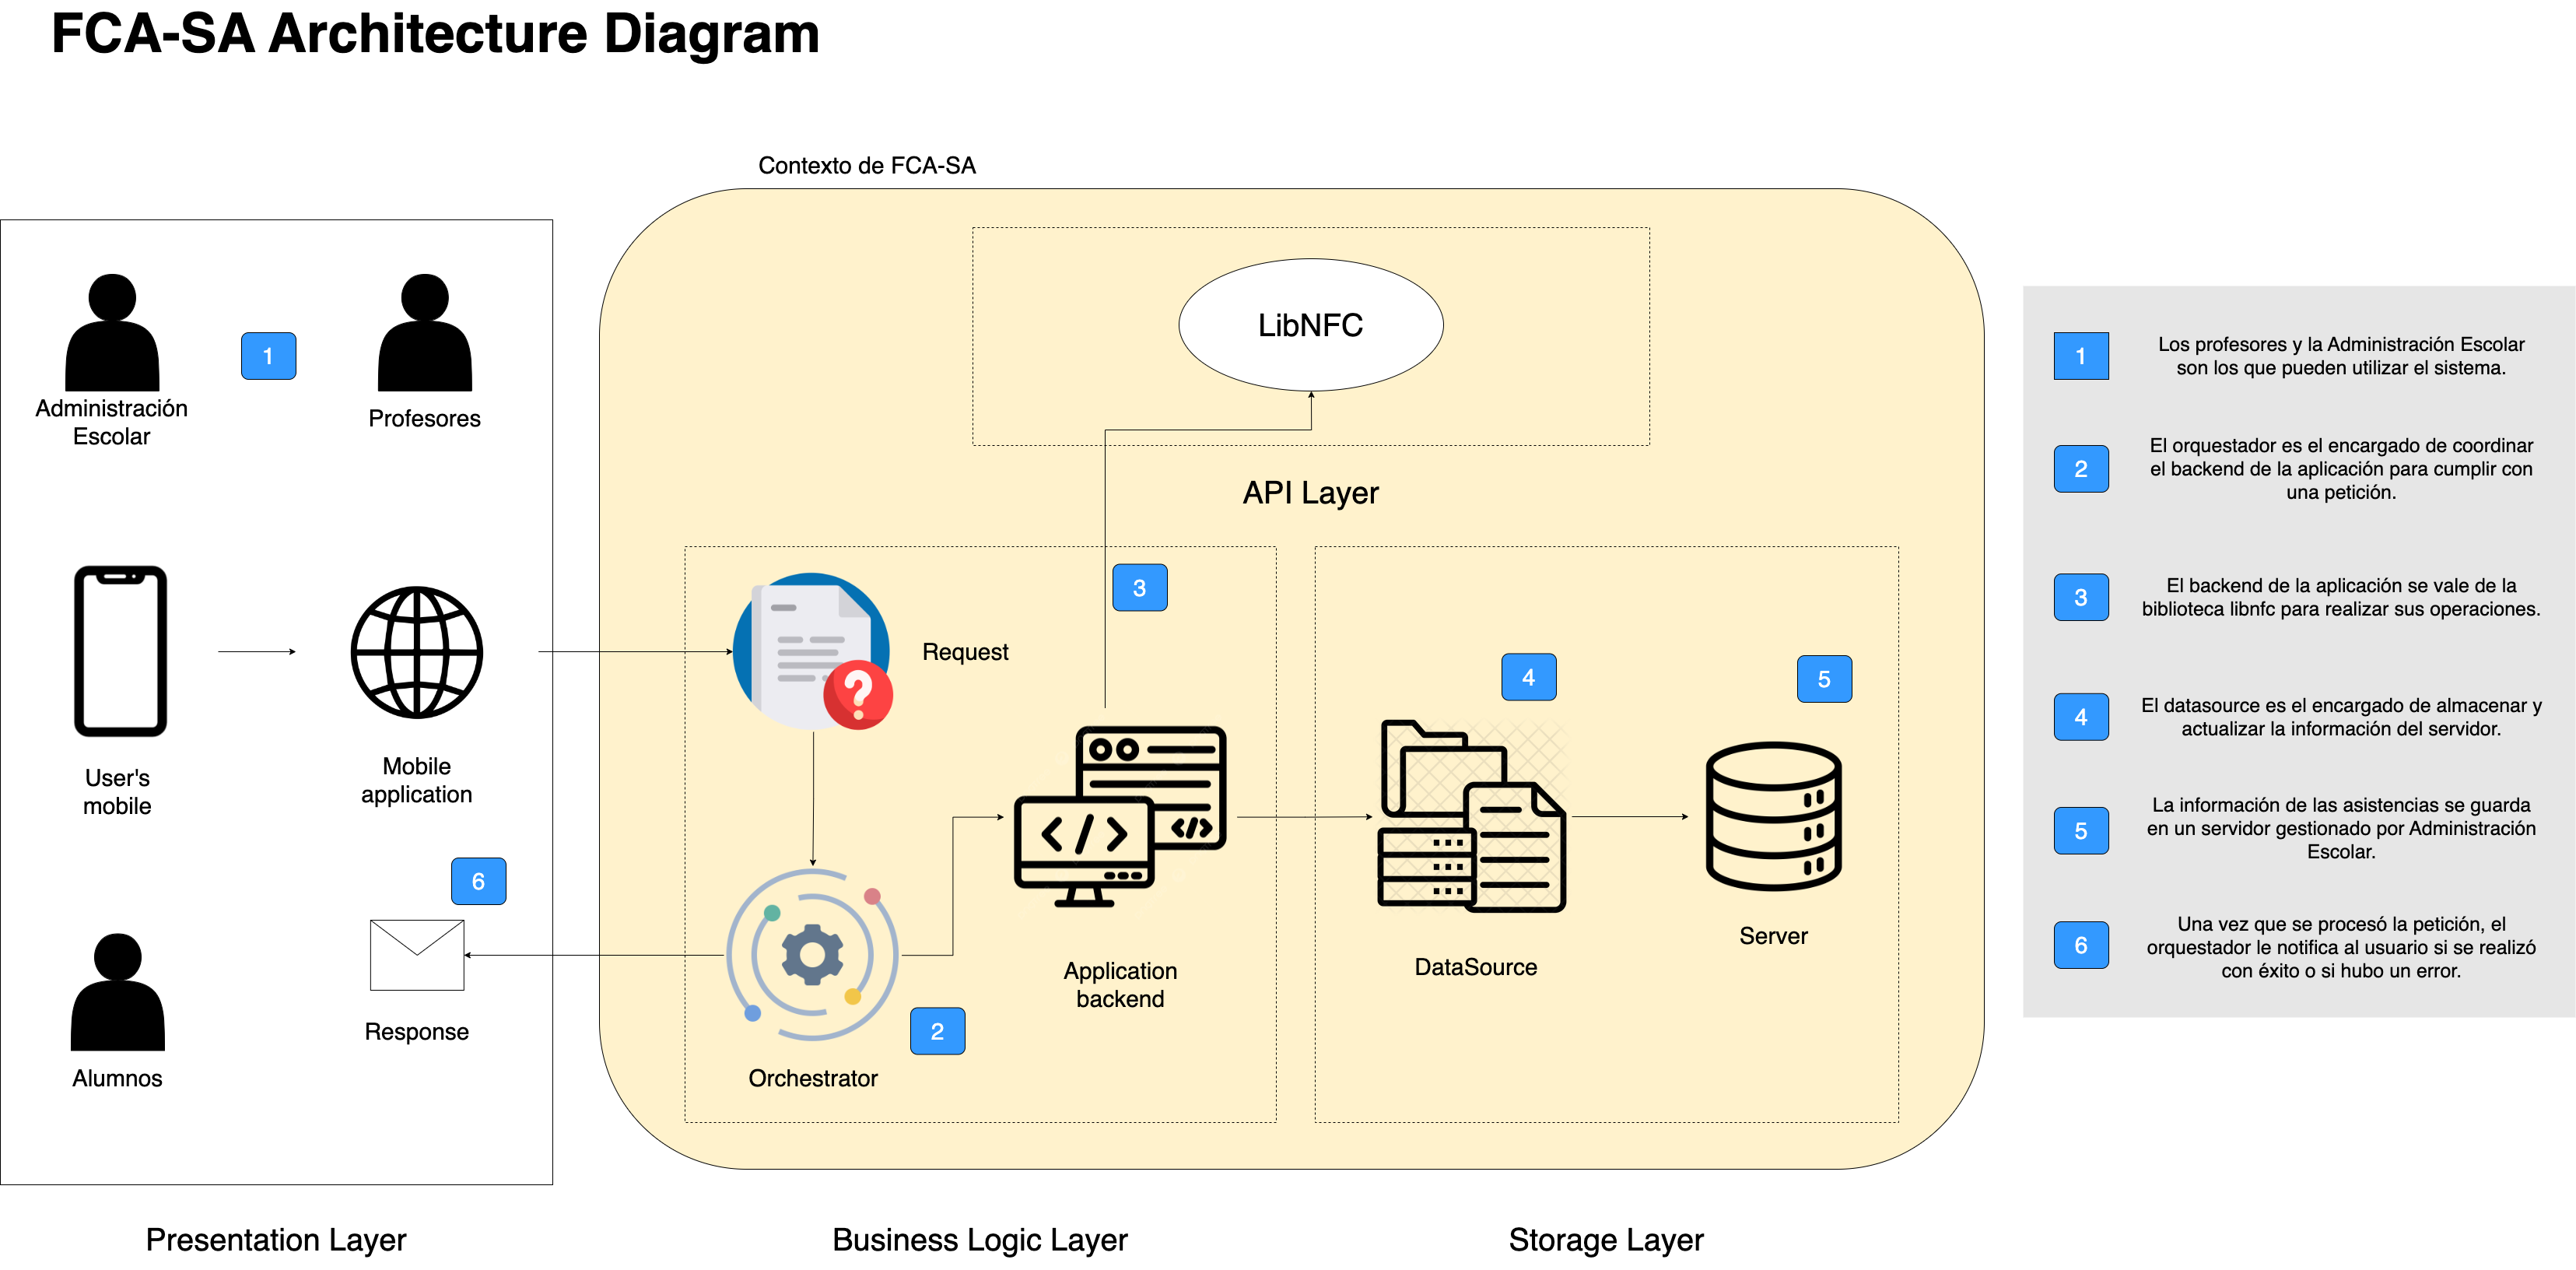 FCA-SA Architecture Diagram
Contexto de FCA-SA
Administración
Escolar
1
Profesores
User's
mobile
Mobile
application
6
Alumnos
Response
Presentation Layer
LibNFC
API Layer
3
Request
Application
backend
2
Orchestrator
Business Logic Layer
4
5
DataSource
Server
Storage Layer
1
Los profesores y la Administración Escolar
son los que pueden utilizar el sistema.
2
El orquestador es el encargado de coordinar
el backend de la aplicación para cumplir con
una petición.
3
El backend de la aplicación se vale de la
biblioteca libnfc para realizar sus operaciones.
4
El datasource es el encargado de almacenar y
actualizar la información del servidor.
5
La información de las asistencias se guarda
en un servidor gestionado por Administración
Escolar.
6
Una vez que se procesó la petición, el
orquestador le notifica al usuario si se realizó
con éxito o si hubo un error.